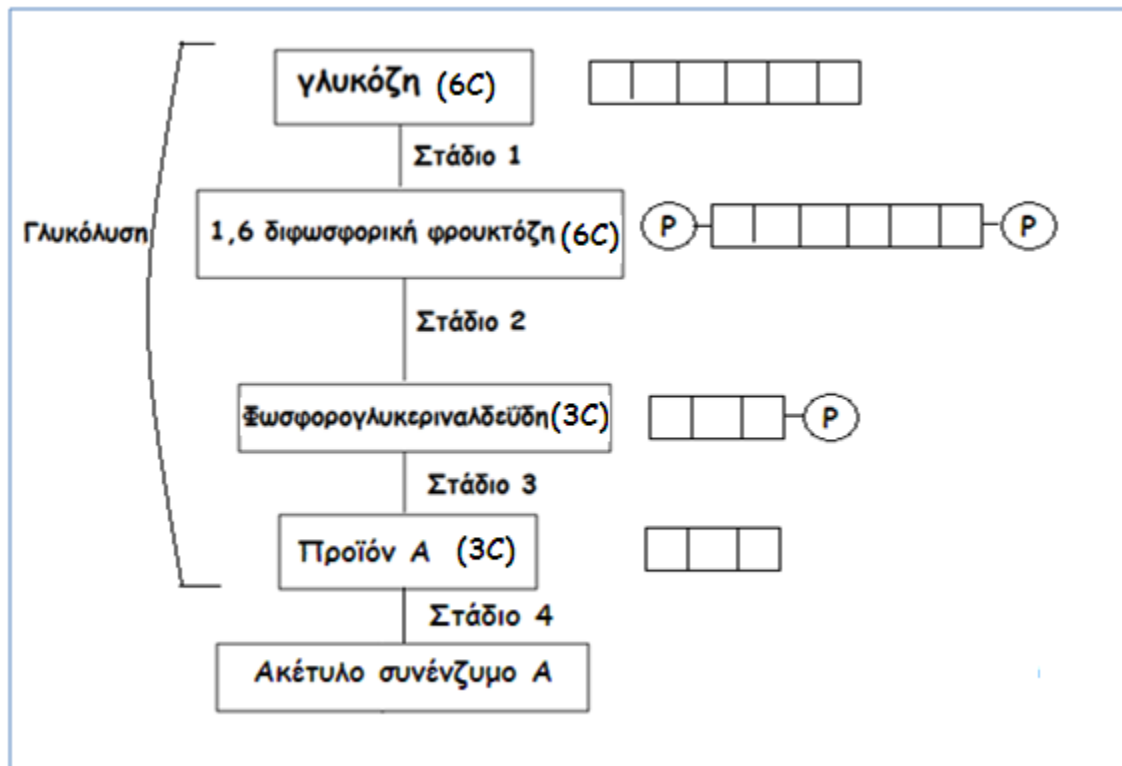 γλυκόζη (6C)
Στάδιο 1
Γλυκόλυση
1,6 διφωσφορική φρουκτόζη (6C)
P P
Στάδιο 2
Φωσφορογλυκεριναλδεΰδη (3C)
P
Στάδιο 3
Προϊόν Α (3C)
Στάδιο 4
Ακέτυλο συνένζυμο Α